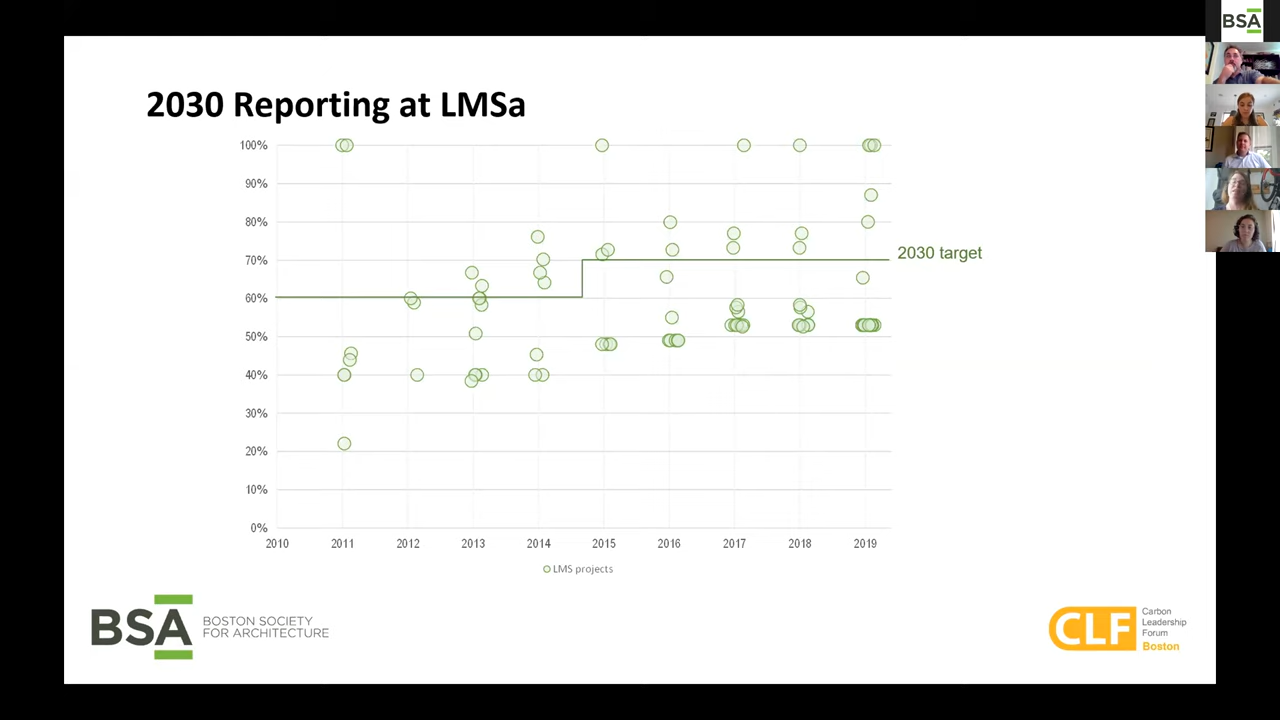 2030 Reporting at LMSa
100%
90%
80%
70%
60%
50%
40%
30%
20%
10%
0%
2010 2011 2012 2013 2014 2015 2016 2017 2018 2019
2030 target
LMS projects
BSA
BOSTON SOCIETY
FOR ARCHITECTURE
CLF
Carbon
Leadership
Forum
Boston
BSA